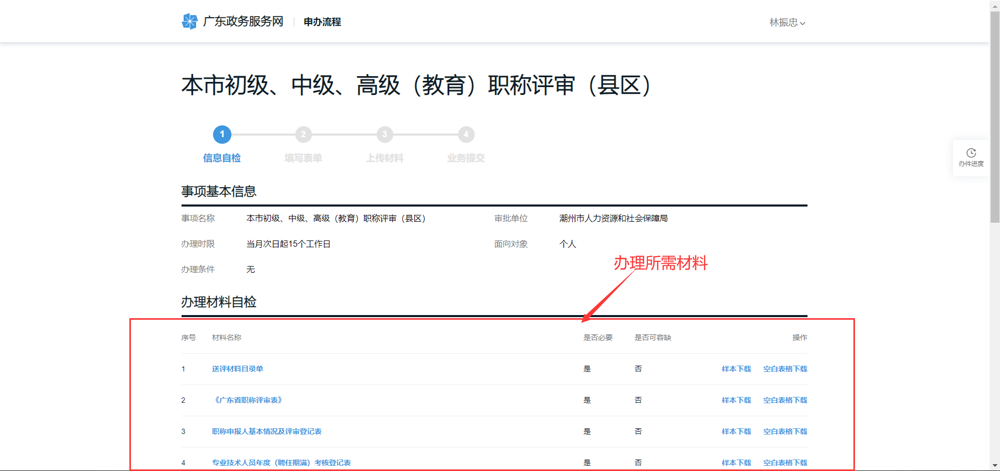 广东政务服务网 申办流程 林振忠
本市初级、中级、高级（教育）职称评审（县区）
1 2 3 4
信息自检 填写表单 上传材料 业务提交
办件进度
事项基本信息
事项名称 本市初级、中级、高级（教育）职称评审（县区） 审批单位 潮州市人力资源和社会保障局
办理时限 当月次日起15个工作日 面向对象 个人
办理条件 无
办理所需材料
办理材料自检
序号 材料名称 是否必要 是否可容缺 操作
1 送评材料目录单 是 否 样本下载 空白表格下载
2 《广东省职称评审表》 是 否 样本下载 空白表格下载
3 职称申报人基本情况及评审登记表 是 否 样本下载 空白表格下载
4 专业技术人员年度（聘任期满）考核登记表 是 否 样本下载 空白表格下载